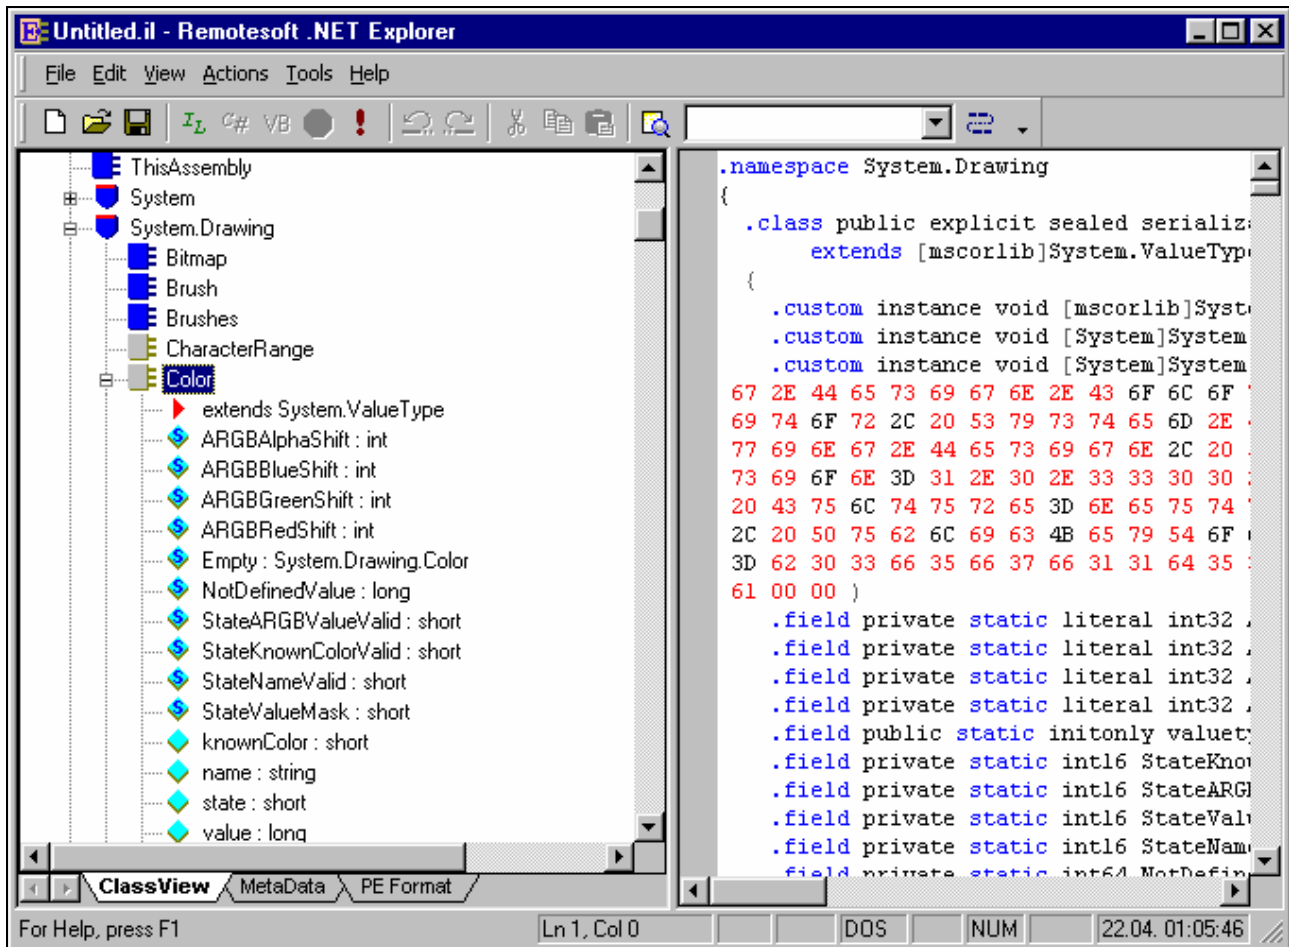 Untitled.il - Remotesoft .NET Explorer
File Edit View Actions Tools Help
IL C# VB
ThisAssembly
System
System.Drawing
Bitmap
Brush
Brushes
CharacterRange
Color
extends System.ValueType
ARGBAlphaShift : int
ARGBBlueShift : int
ARGBGreenShift : int
ARGBRedShift : int
Empty : System.Drawing.Color
NotDefinedValue : long
StateARGBValueValid : short
StateKnownColorValid : short
StateNameValid : short
StateValueMask : short
knownColor : short
name : string
state : short
value : long
ClassView MetaData PE Format
.namespace System.Drawing
{
.class public explicit sealed serializ
extends [mscorlib]System.ValueType
{
.custom instance void [mscorlib]Syst
.custom instance void [System]System
.custom instance void [System]System
67 2E 44 65 73 69 67 6E 2E 43 6F 6C 6F
69 74 6F 72 2C 20 53 79 73 74 65 6D 2E
77 69 6E 67 2E 44 65 73 69 67 6E 2C 20
73 69 6F 6E 3D 31 2E 30 2E 33 33 30 30
20 43 75 6C 74 75 72 65 3D 6E 65 75 74
2C 20 50 75 62 6C 69 63 4B 65 79 54 6F
3D 62 30 33 66 35 66 37 66 31 31 64 35
61 00 00 )
.field private static literal int32
.field private static literal int32
.field private static literal int32
.field private static literal int32
.field public static initonly valuet
.field private static int16 StateKno
.field private static int16 StateARG
.field private static int16 StateVal
.field private static int16 StateNam
.field private static int64 NotDefin
For Help, press F1 Ln 1, Col 0 DOS NUM 22.04. 01:05:46